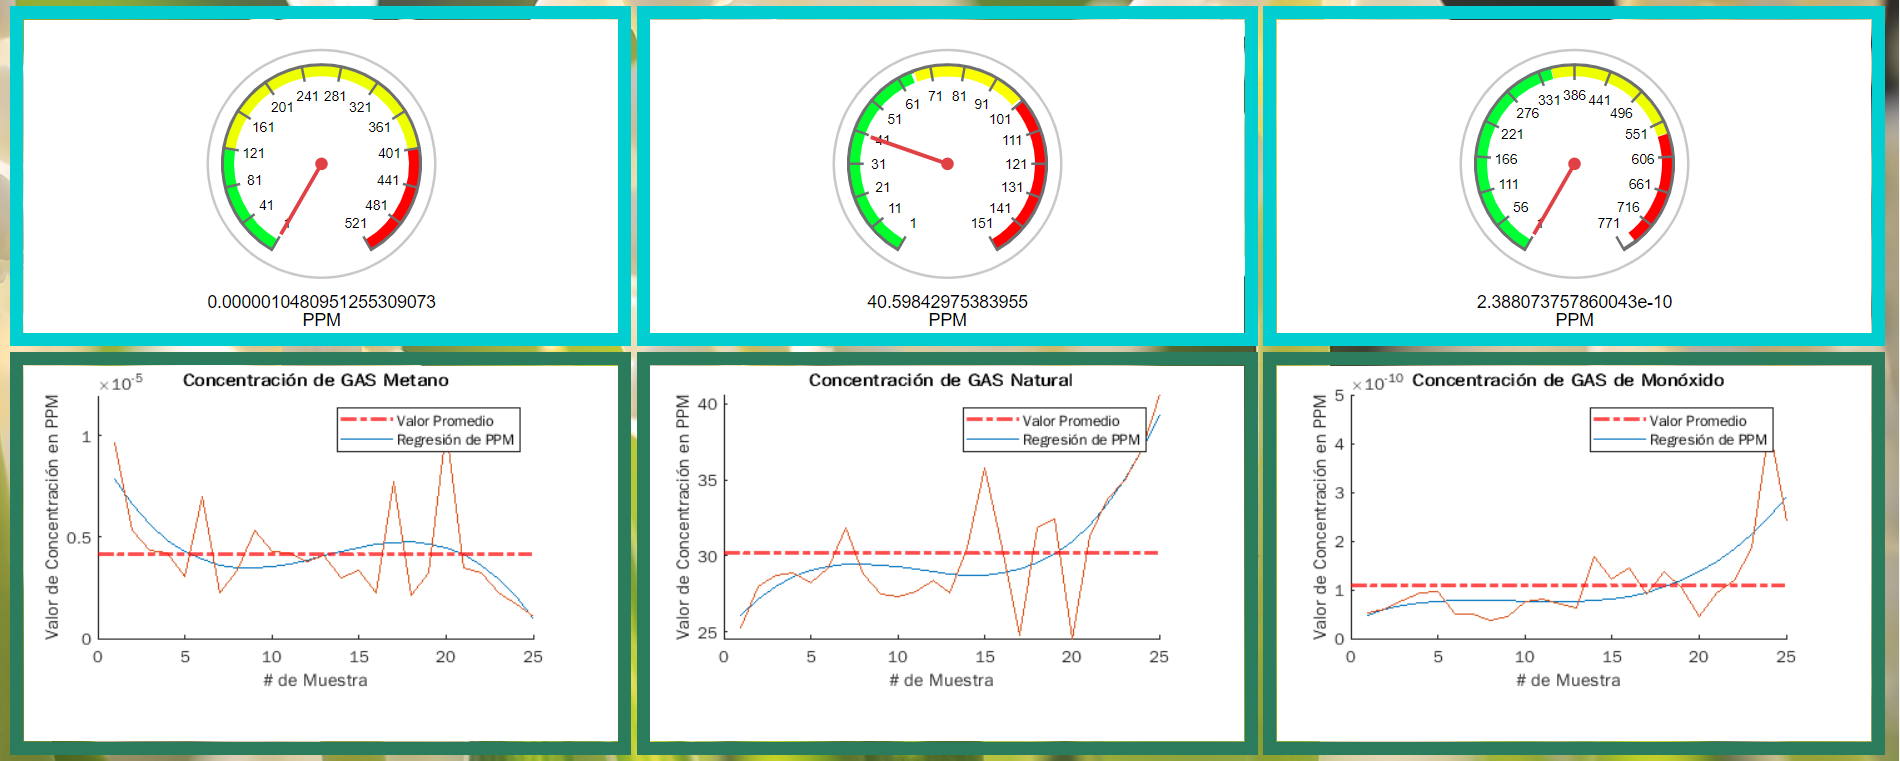 1 41 81 121 161 201 241 281 321 361 401 441 481 521
0.0000010480951255309073
PPM
1 11 21 31 41 51 61 71 81 91 101 111 121 131 141 151
40.59842975383955
PPM
1 56 111 166 221 276 331 386 441 496 551 606 661 716 771
2.388073757860043e-10
PPM
×10-5
Concentración de GAS Metano
Valor de Concentración en PPM
Valor Promedio
Regresión de PPM
1
0.5
0
0 5 10 15 20 25
# de Muestra
Concentración de GAS Natural
Valor de Concentración en PPM
Valor Promedio
Regresión de PPM
40
35
30
25
0 5 10 15 20 25
# de Muestra
×10-10
Concentración de GAS de Monóxido
Valor de Concentración en PPM
Valor Promedio
Regresión de PPM
5
4
3
2
1
0
0 5 10 15 20 25
# de Muestra